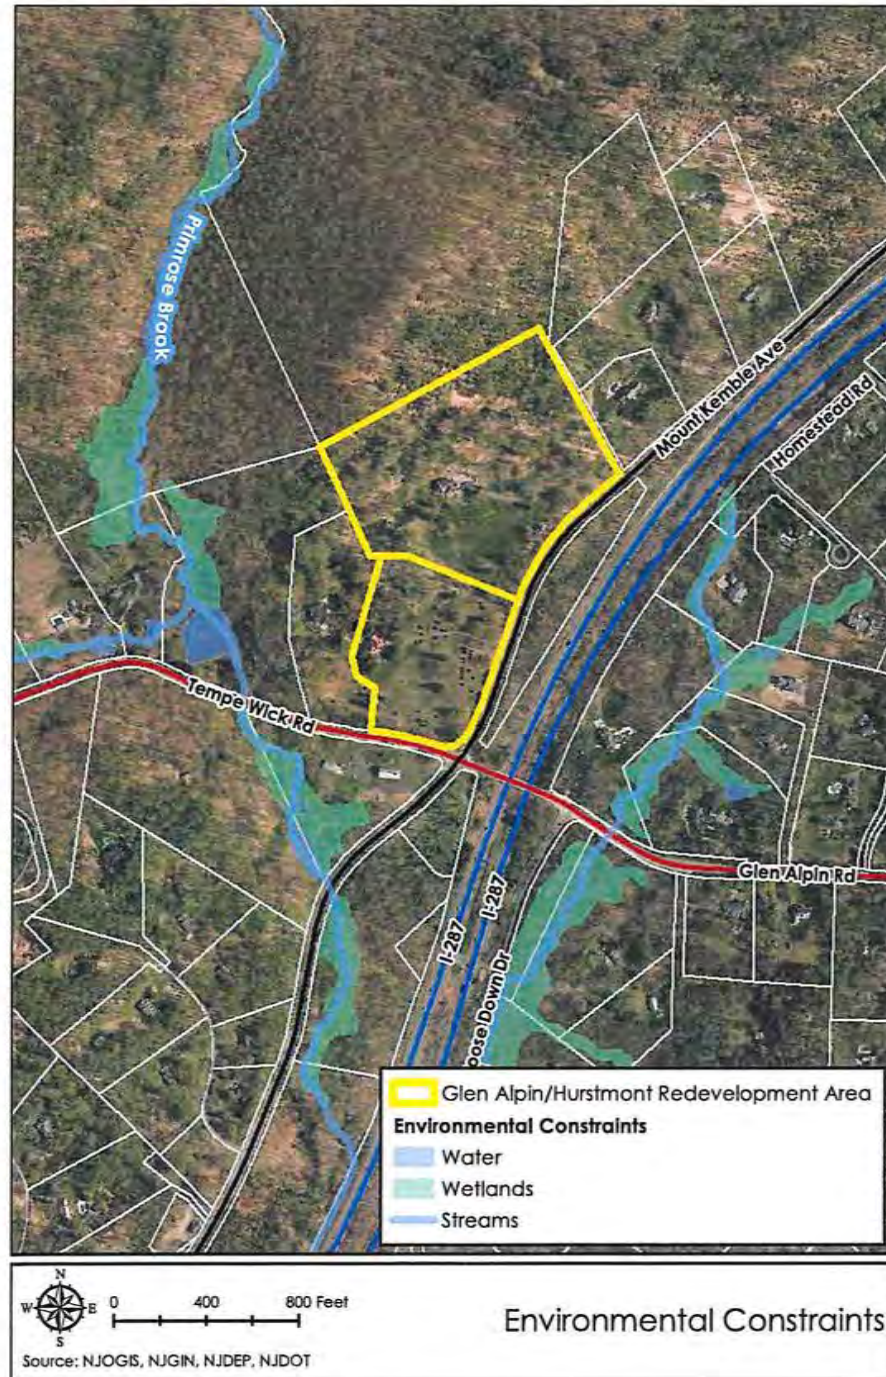 Primrose Brook
Mount Kemble Ave
Homestead Rd
Tempe Wick Rd
Glen Alpin Rd
I-287
I-287
oose Down Dr
Glen Alpin/Hurstmont Redevelopment Area
Environmental Constraints
Water
Wetlands
Streams
N
W E
S
0 400 800 Feet
Environmental Constraints
Source: NJOGIS, NJGIN, NJDEP, NJDOT